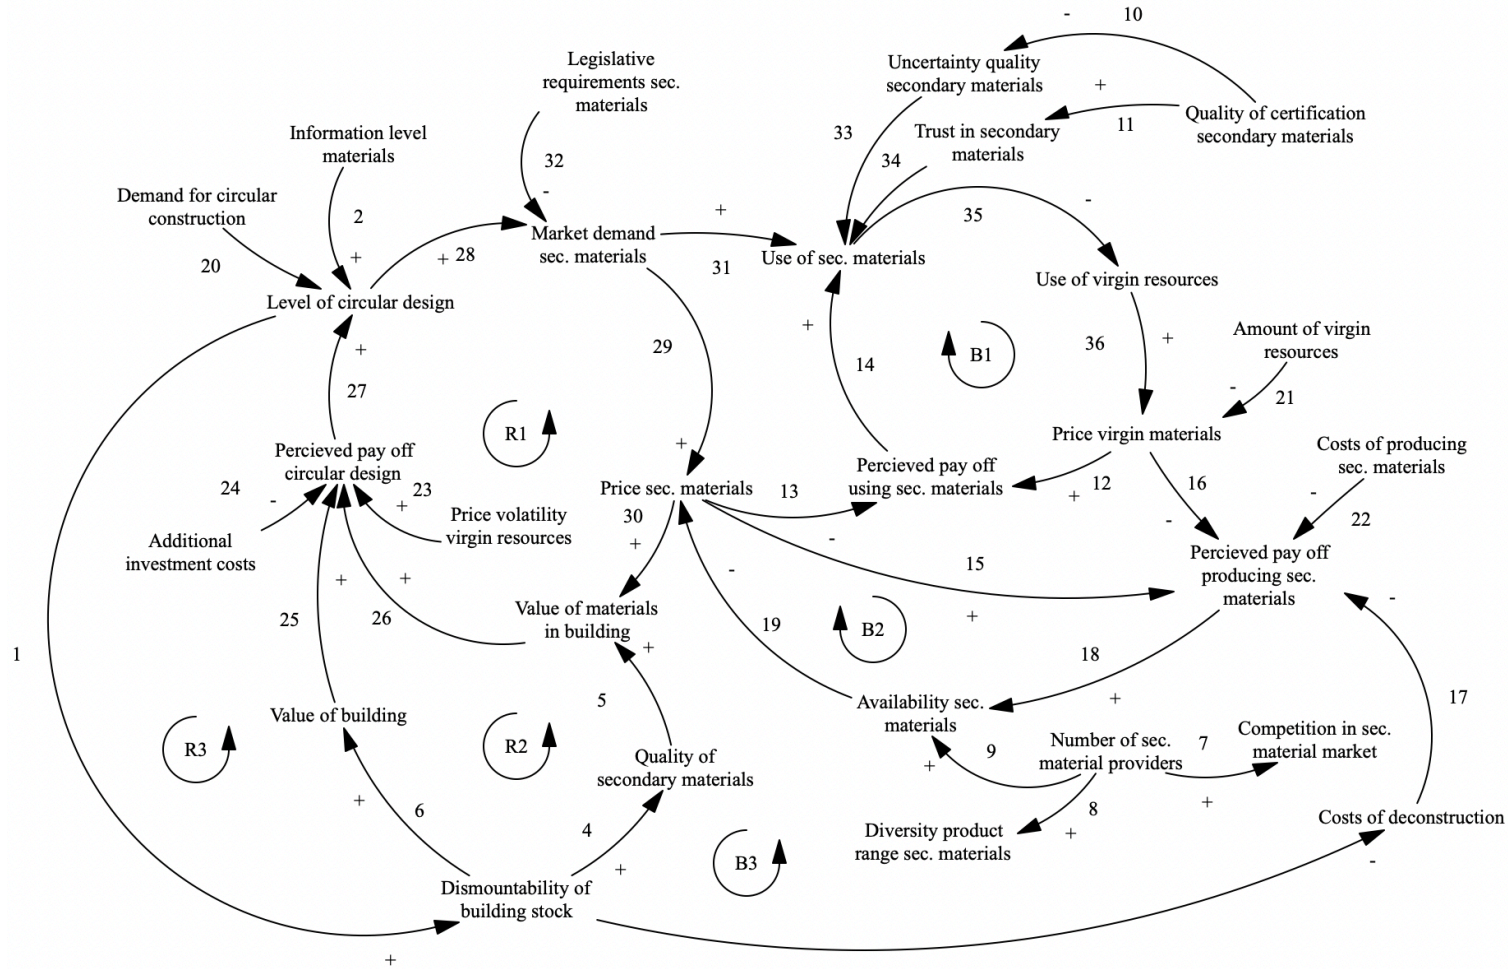 - 10
Legislative
requirements sec.
materials
Uncertainty quality
secondary materials
+
Quality of certification
secondary materials
11
Information level
materials
33
Trust in secondary
materials
34
32
-
Demand for circular
construction
2
+
-
35
Market demand
sec. materials
+
31
Use of sec. materials
+ 28
20
+
Level of circular design
Use of virgin resources
+
36
+
Amount of virgin
resources
-
21
29
B1
14
+
27
R1
+
Price virgin materials
Percieved pay off
circular design
Costs of producing
sec. materials
Percieved pay off
using sec. materials
+
12
16
-
-
22
24
-
+
23
Price sec. materials
13
-
30
+
Price volatility
virgin resources
Additional
investment costs
Percieved pay off
producing sec.
materials
15
+
-
-
+
+
25
26
Value of materials
in building
+
19
B2
18
+
1
5
17
Value of building
Availability sec.
materials
R3
R2
Quality of
secondary materials
Number of sec.
material providers
7
Competition in sec.
material market
+
9
+
8
+
+
6
4
+
Diversity product
range sec. materials
Costs of deconstruction
-
B3
Dismountability of
building stock
+